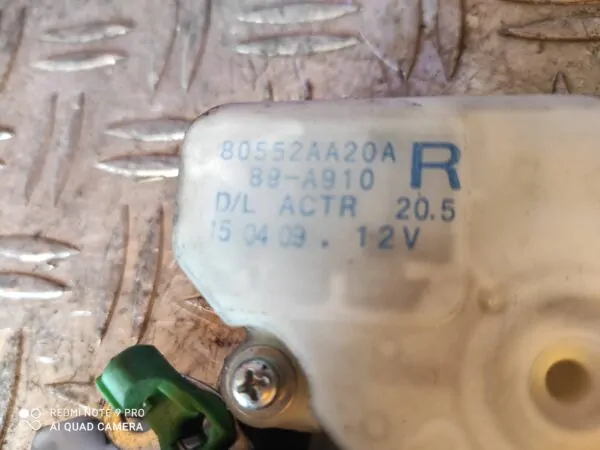 80552AA20A R
89-A910
D/L ACTR 20.5
15 04 09 . 12V
REDMI NOTE 9 PRO
AI QUAD CAMERA